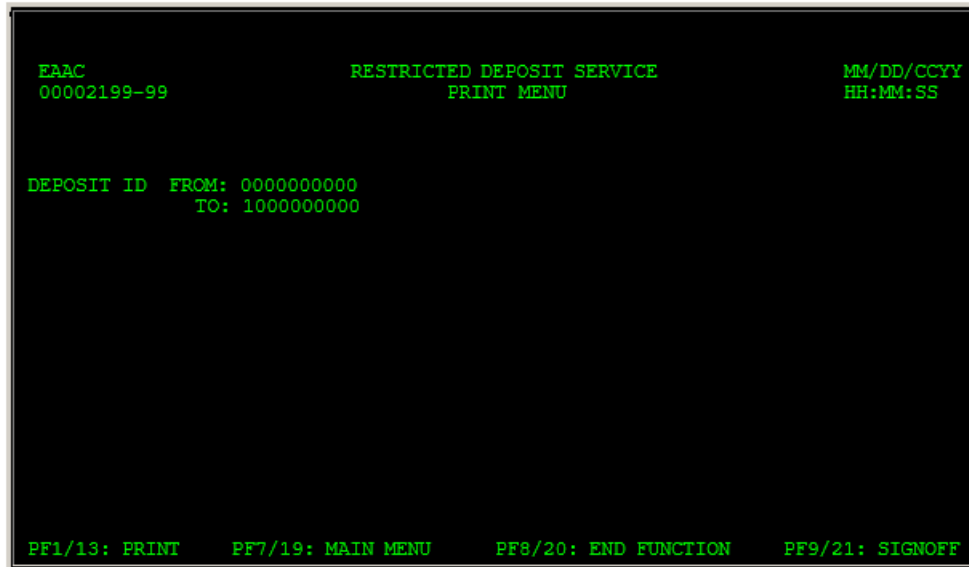 EAAC RESTRICTED DEPOSIT SERVICE MM/DD/CCYY
00002199-99 PRINT MENU HH:MM:SS
DEPOSIT ID FROM: 0000000000
TO: 1000000000
PF1/13: PRINT PF7/19: MAIN MENU PF8/20: END FUNCTION PF9/21: SIGNOFF